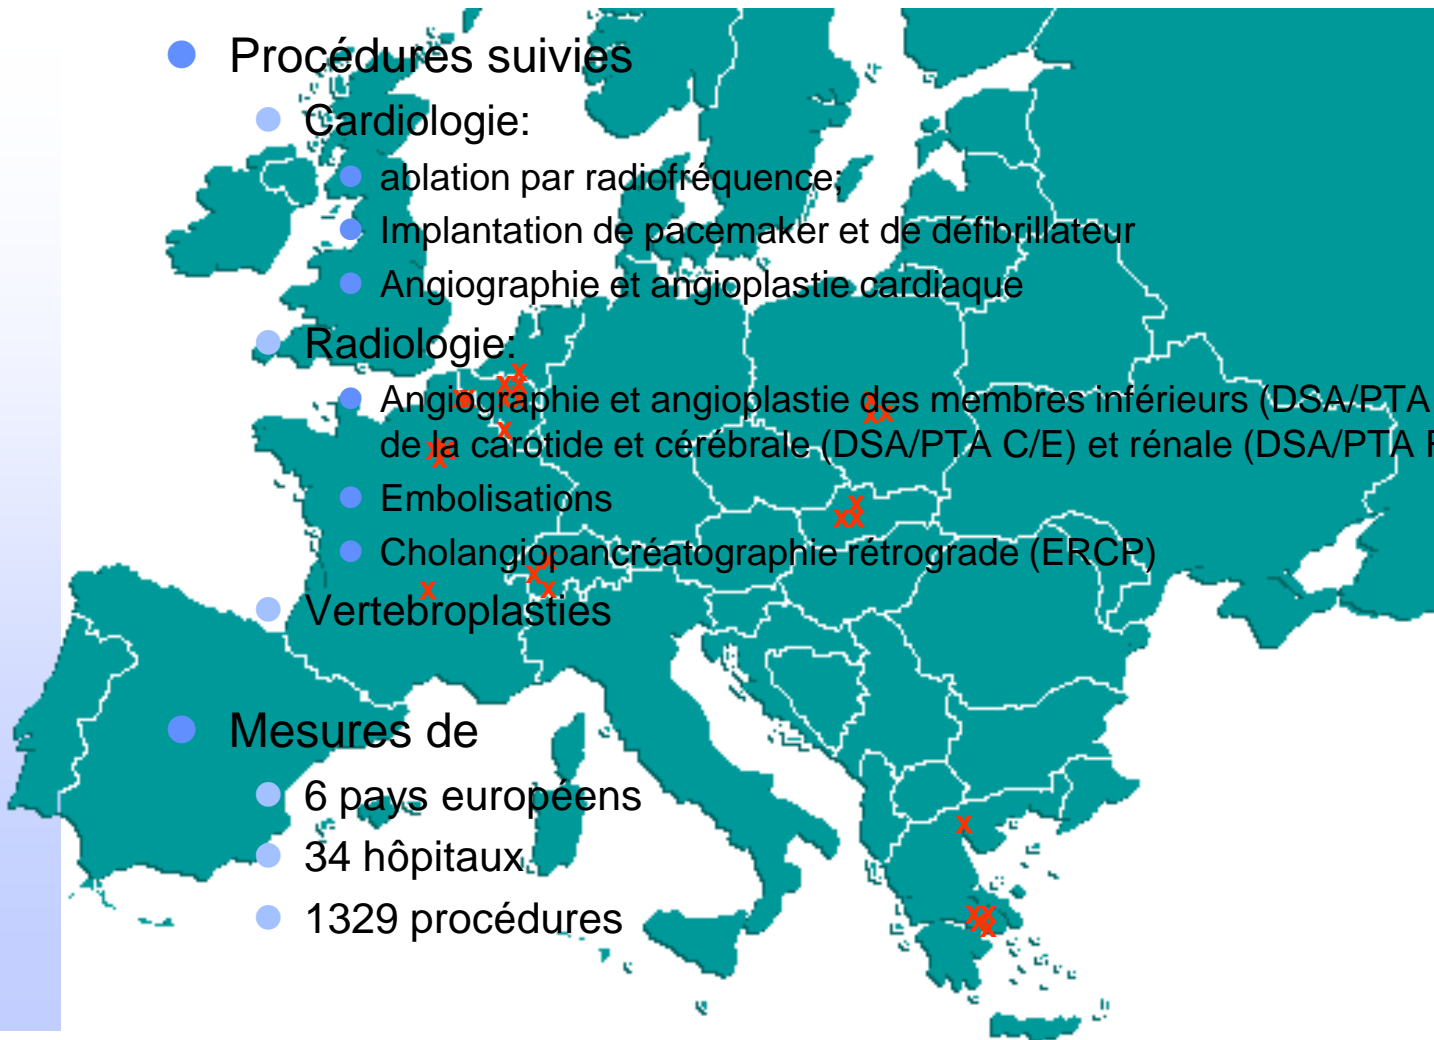 Procédures suivies
Cardiologie:
ablation par radiofréquence;
Implantation de pacemaker et de défibrillateur
Angiographie et angioplastie cardiaque
Radiologie:
Angiographie et angioplastie des membres inférieurs (DSA/PTA
de la carotide et cérébrale (DSA/PTA C/E) et rénale (DSA/PTA
Embolisations
Cholangiopancréatographie rétrograde (ERCP)
Vertebroplasties
Mesures de
6 pays européens
34 hôpitaux
1329 procédures